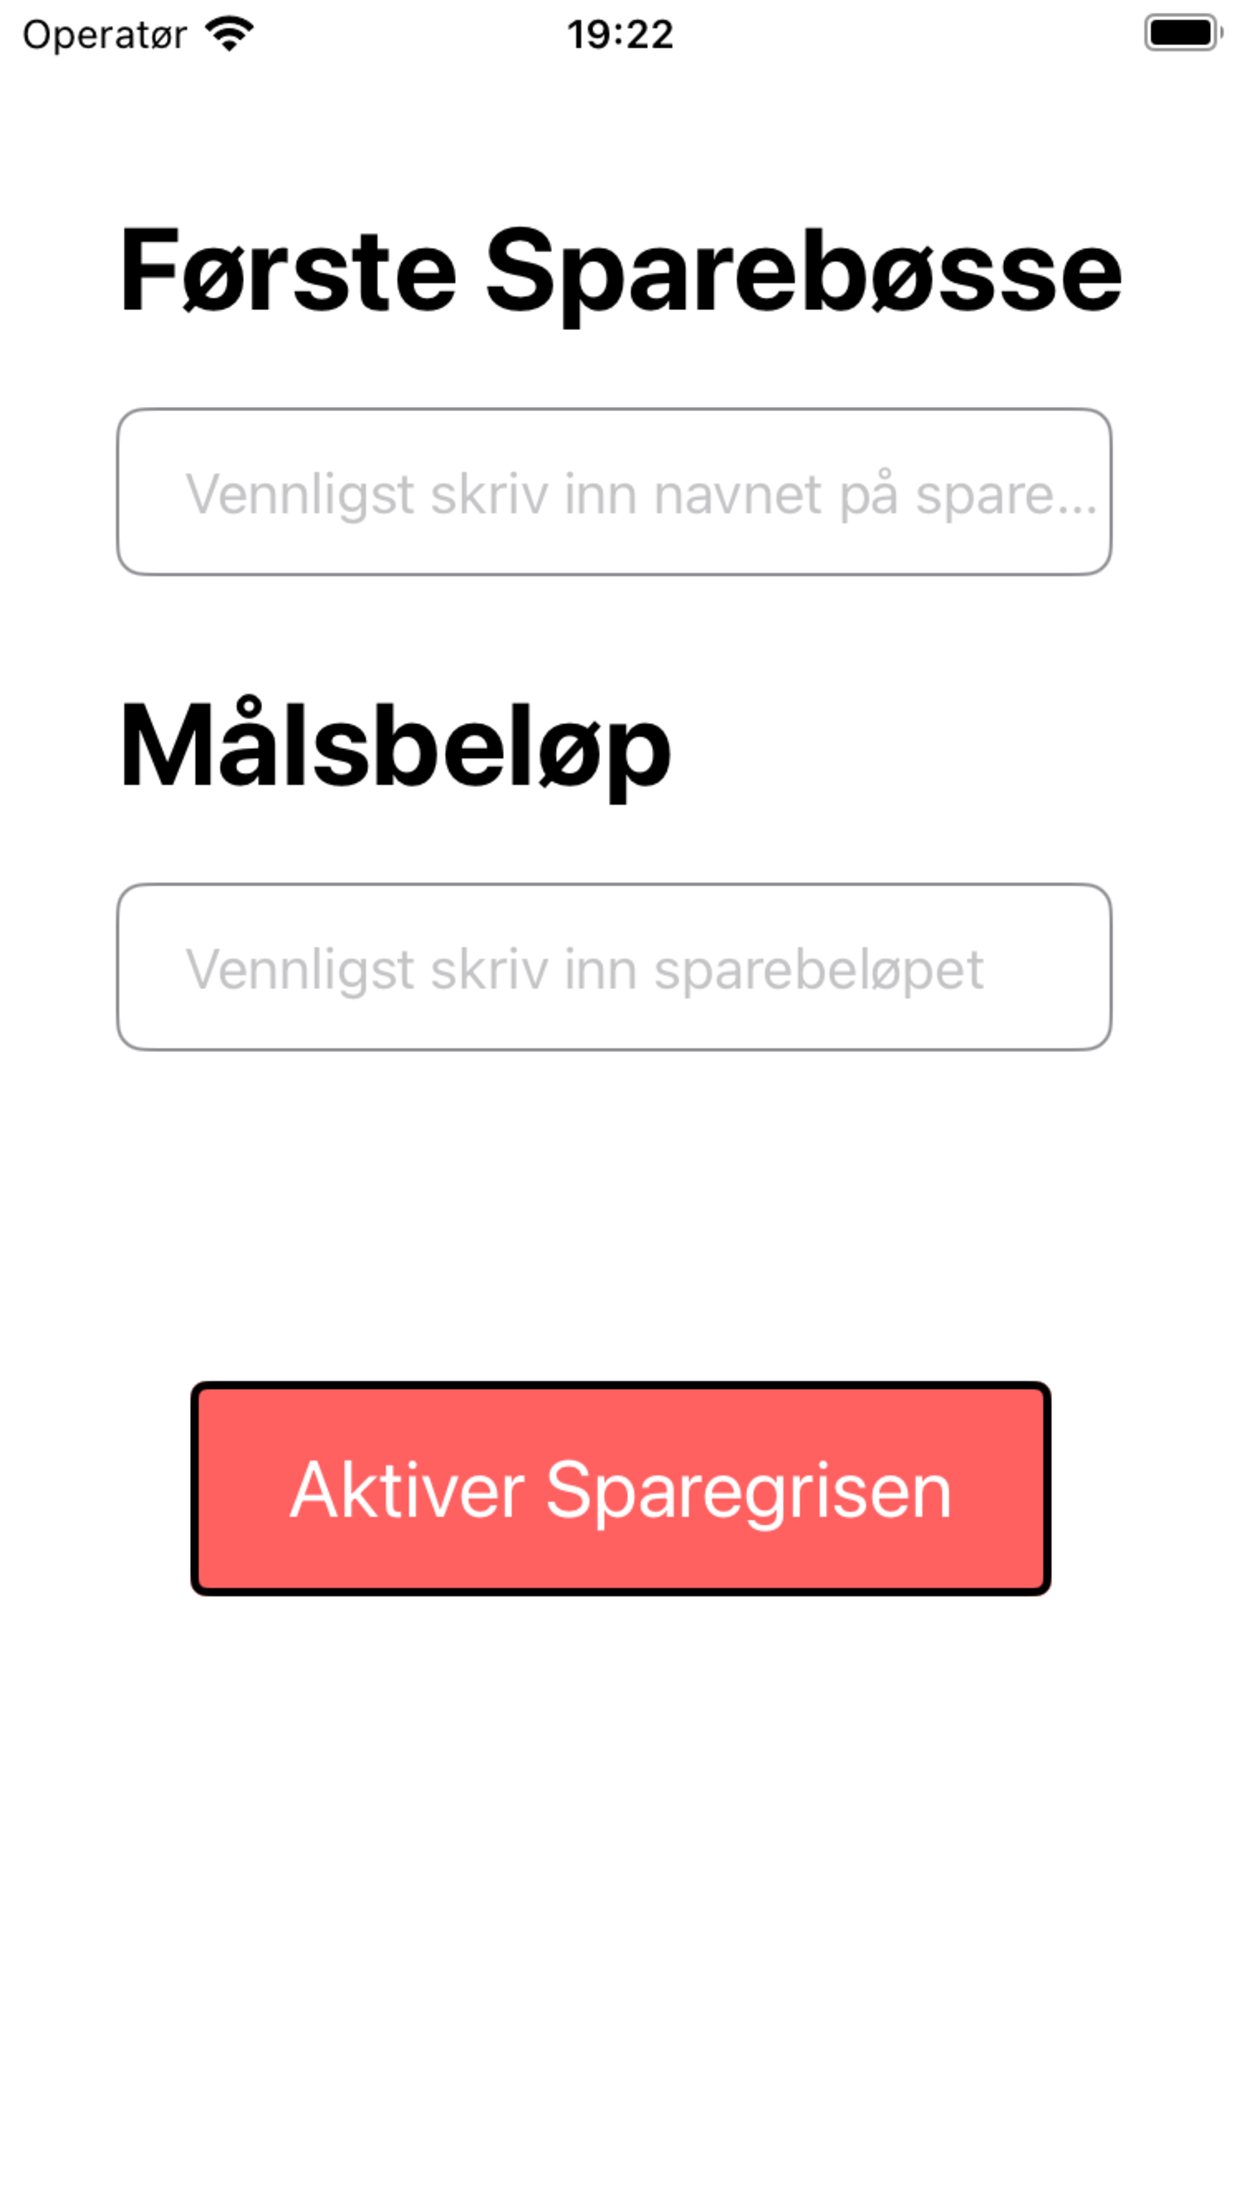 Operatør 19:22
Første Sparebøsse
Vennligst skriv inn navnet på spare...
Målsbeløp
Vennligst skriv inn sparebeløpet
Aktiver Sparegrisen